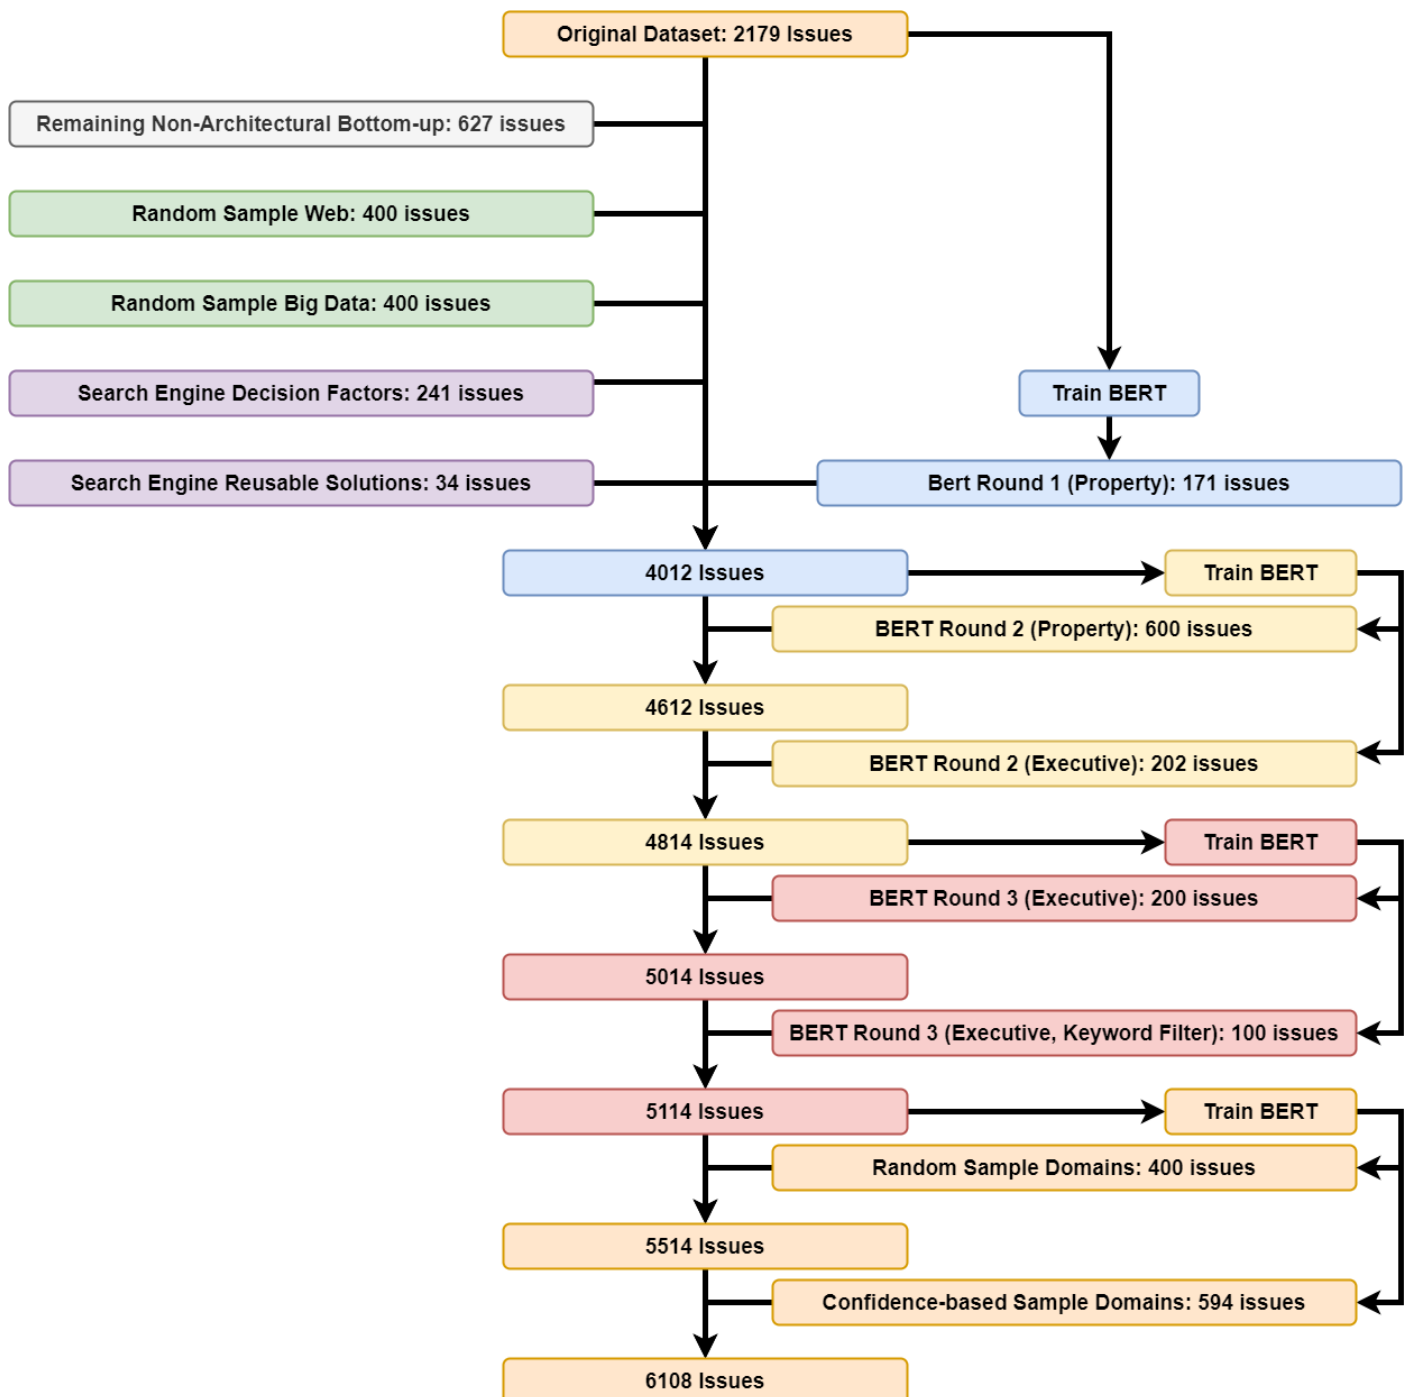 Original Dataset: 2179 Issues
Remaining Non-Architectural Bottom-up: 627 issues
Random Sample Web: 400 issues
Random Sample Big Data: 400 issues
Search Engine Decision Factors: 241 issues
Train BERT
Search Engine Reusable Solutions: 34 issues
Bert Round 1 (Property): 171 issues
4012 Issues
Train BERT
BERT Round 2 (Property): 600 issues
4612 Issues
BERT Round 2 (Executive): 202 issues
4814 Issues
Train BERT
BERT Round 3 (Executive): 200 issues
5014 Issues
BERT Round 3 (Executive, Keyword Filter): 100 issues
5114 Issues
Train BERT
Random Sample Domains: 400 issues
5514 Issues
Confidence-based Sample Domains: 594 issues
6108 Issues